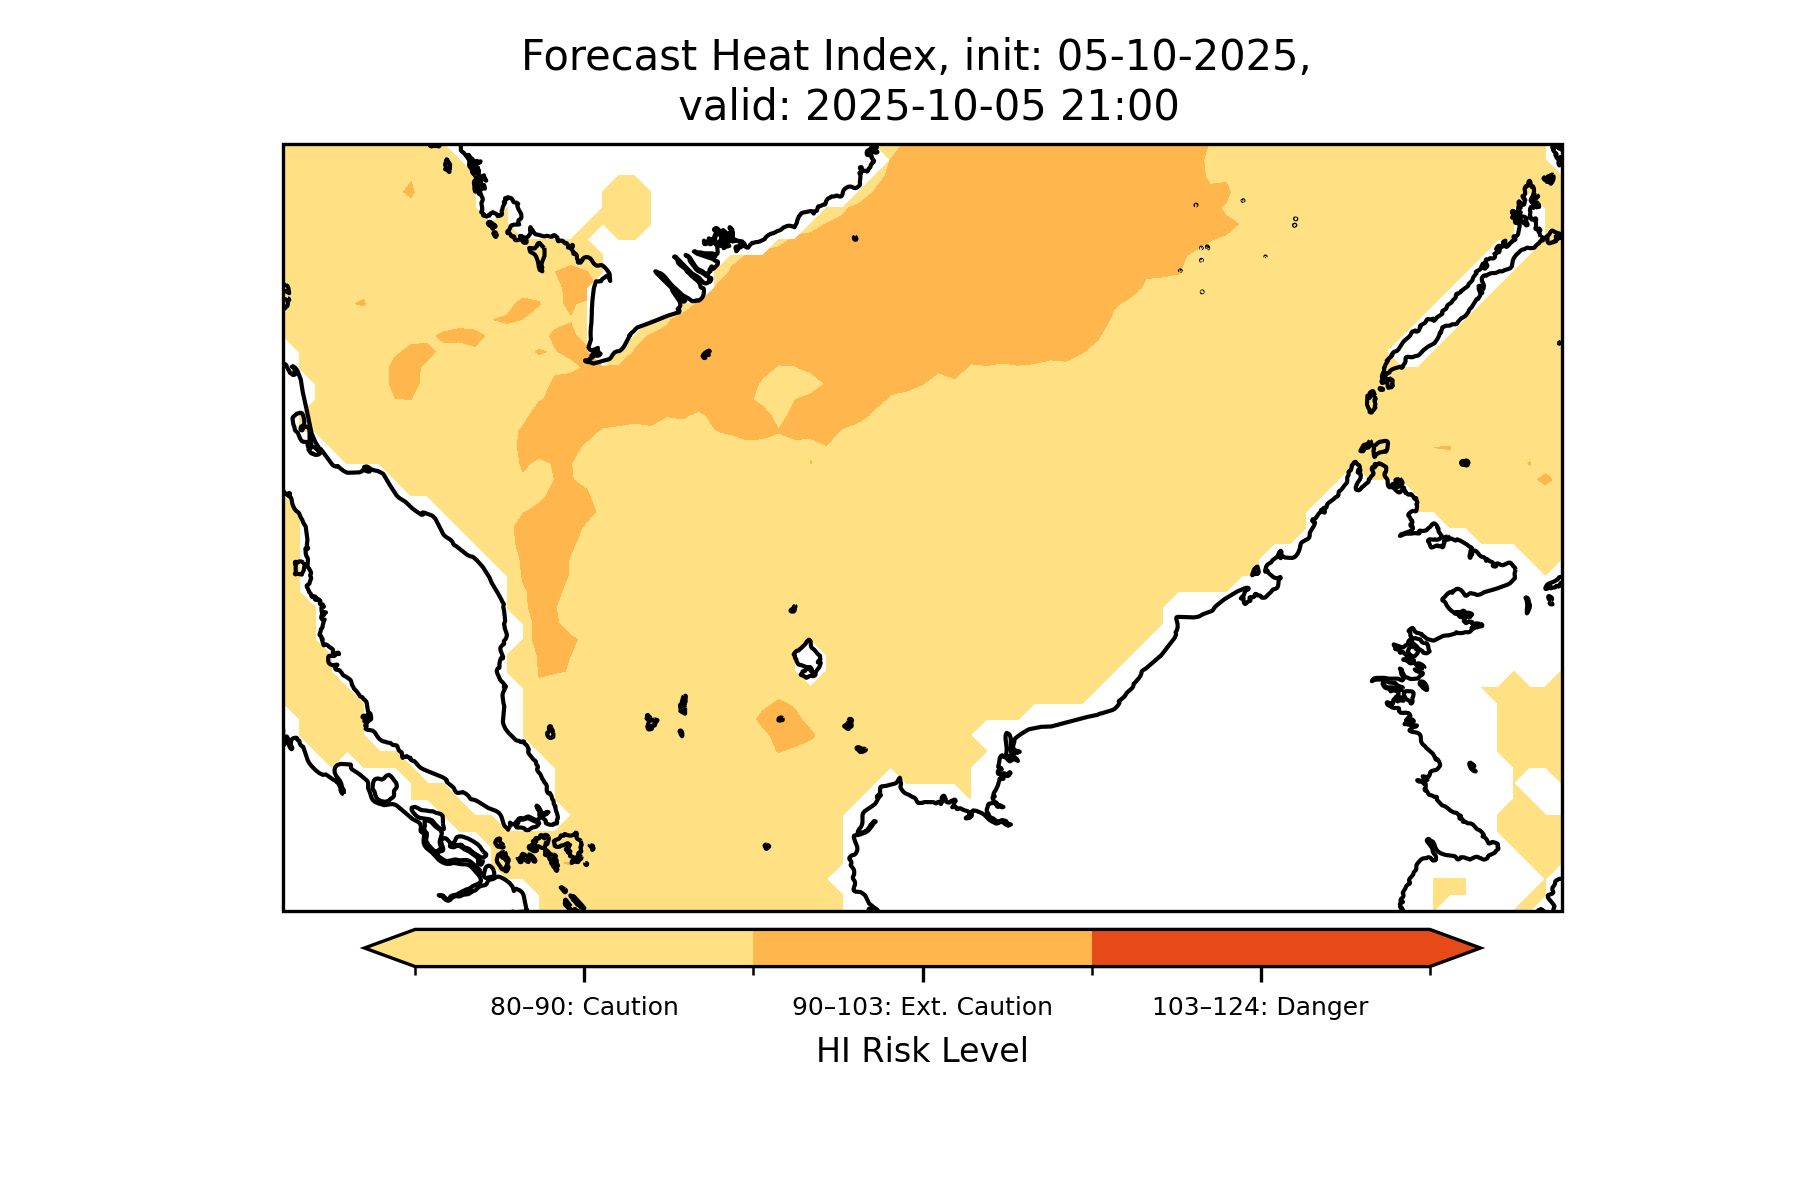 Forecast Heat Index, init: 05-10-2025,
valid: 2025-10-05 21:00
80–90: Caution
90–103: Ext. Caution
103–124: Danger
HI Risk Level